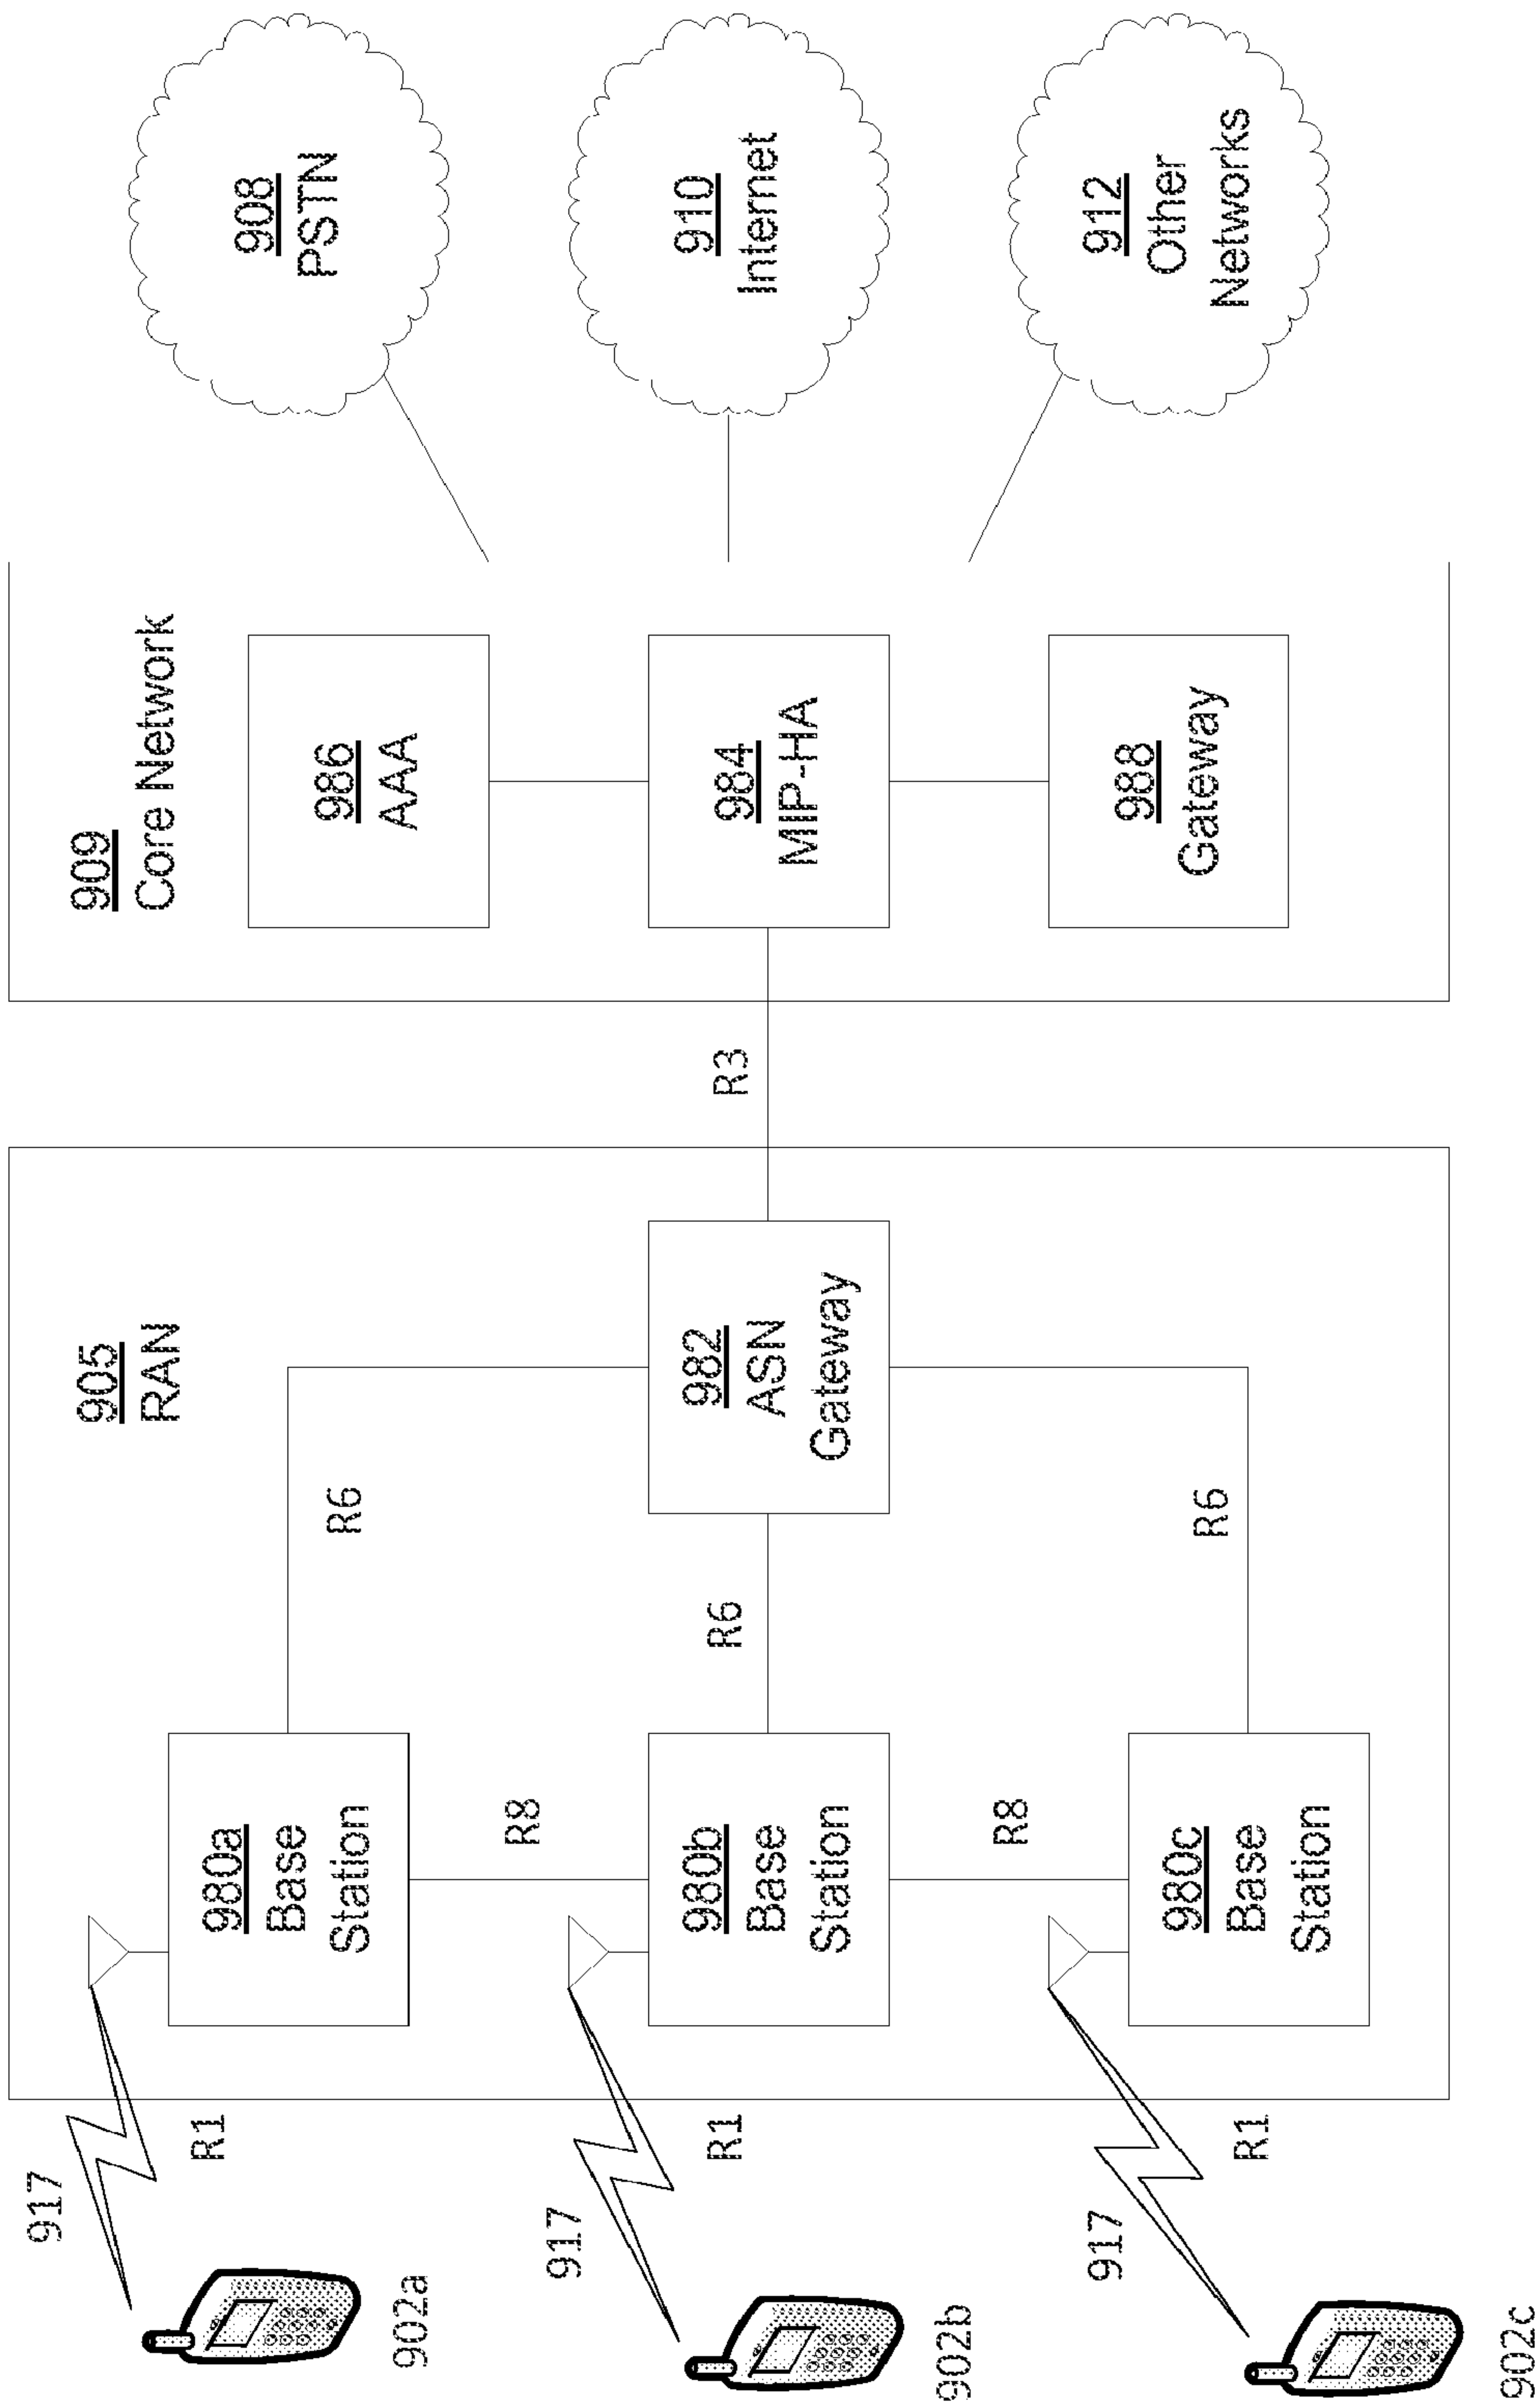 917
R1
902a
980a
Base
Station
R8
917
R1
902b
980b
Base
Station
R8
917
R1
902c
980c
Base
Station
905
RAN
R6
R6
R6
982
ASN
Gateway
R3
909
Core Network
986
AAA
984
MIP-HA
988
Gateway
908
PSTN
910
Internet
912
Other
Networks